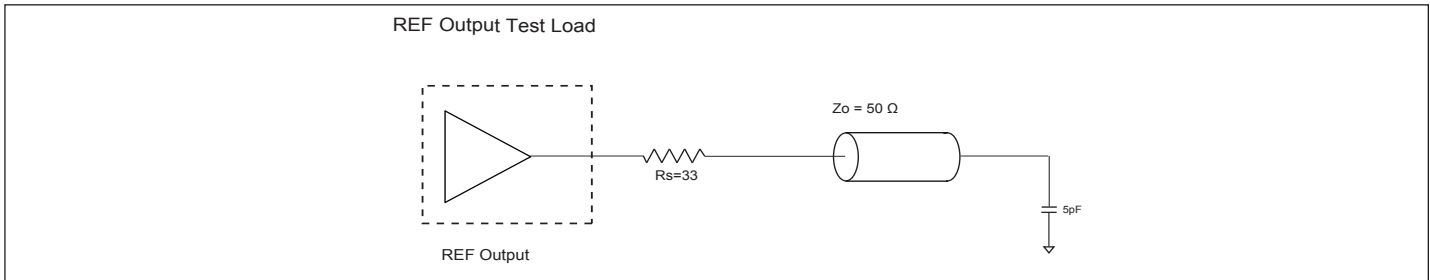 REF Output Test Load
Zo = 50 Ω
Rs=33
5pF
REF Output